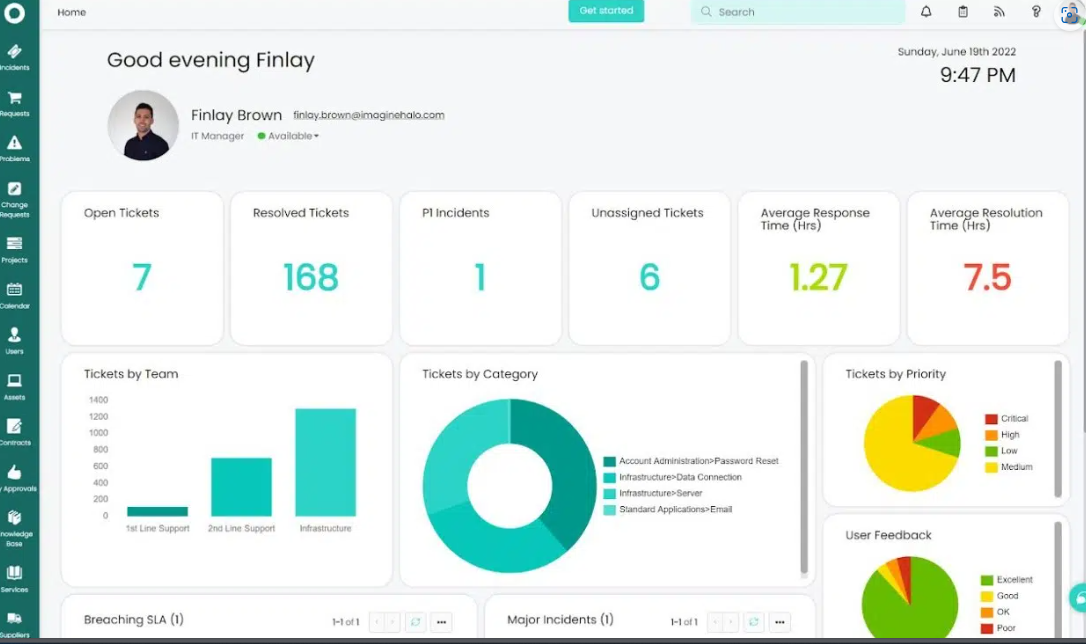 Home
Get started
Search
Incidents
Requests
Problems
Change
Requests
Projects
Calendar
Users
Assets
Contracts
y Approvals
nowledge
Base
Services
Suppliers
Good evening Finlay
Sunday, June 19th 2022
9:47 PM
Finlay Brown finlay.brown@imaginehalo.com
IT Manager Available
Open Tickets
7
Resolved Tickets
168
P1 Incidents
1
Unassigned Tickets
6
Average Response
Time (Hrs)
1.27
Average Resolution
Time (Hrs)
7.5
Tickets by Team
1400
1200
1000
800
600
400
200
0
1st Line Support 2nd Line Support Infrastructure
Tickets by Category
Account Administration>Password Reset
Infrastructure>Data Connection
Infrastructure>Server
Standard Applications>Email
Tickets by Priority
Critical
High
Low
Medium
User Feedback
Excellent
Good
OK
Poor
Breaching SLA (1) 1-1 of 1
Major Incidents (1) 1-1 of 1